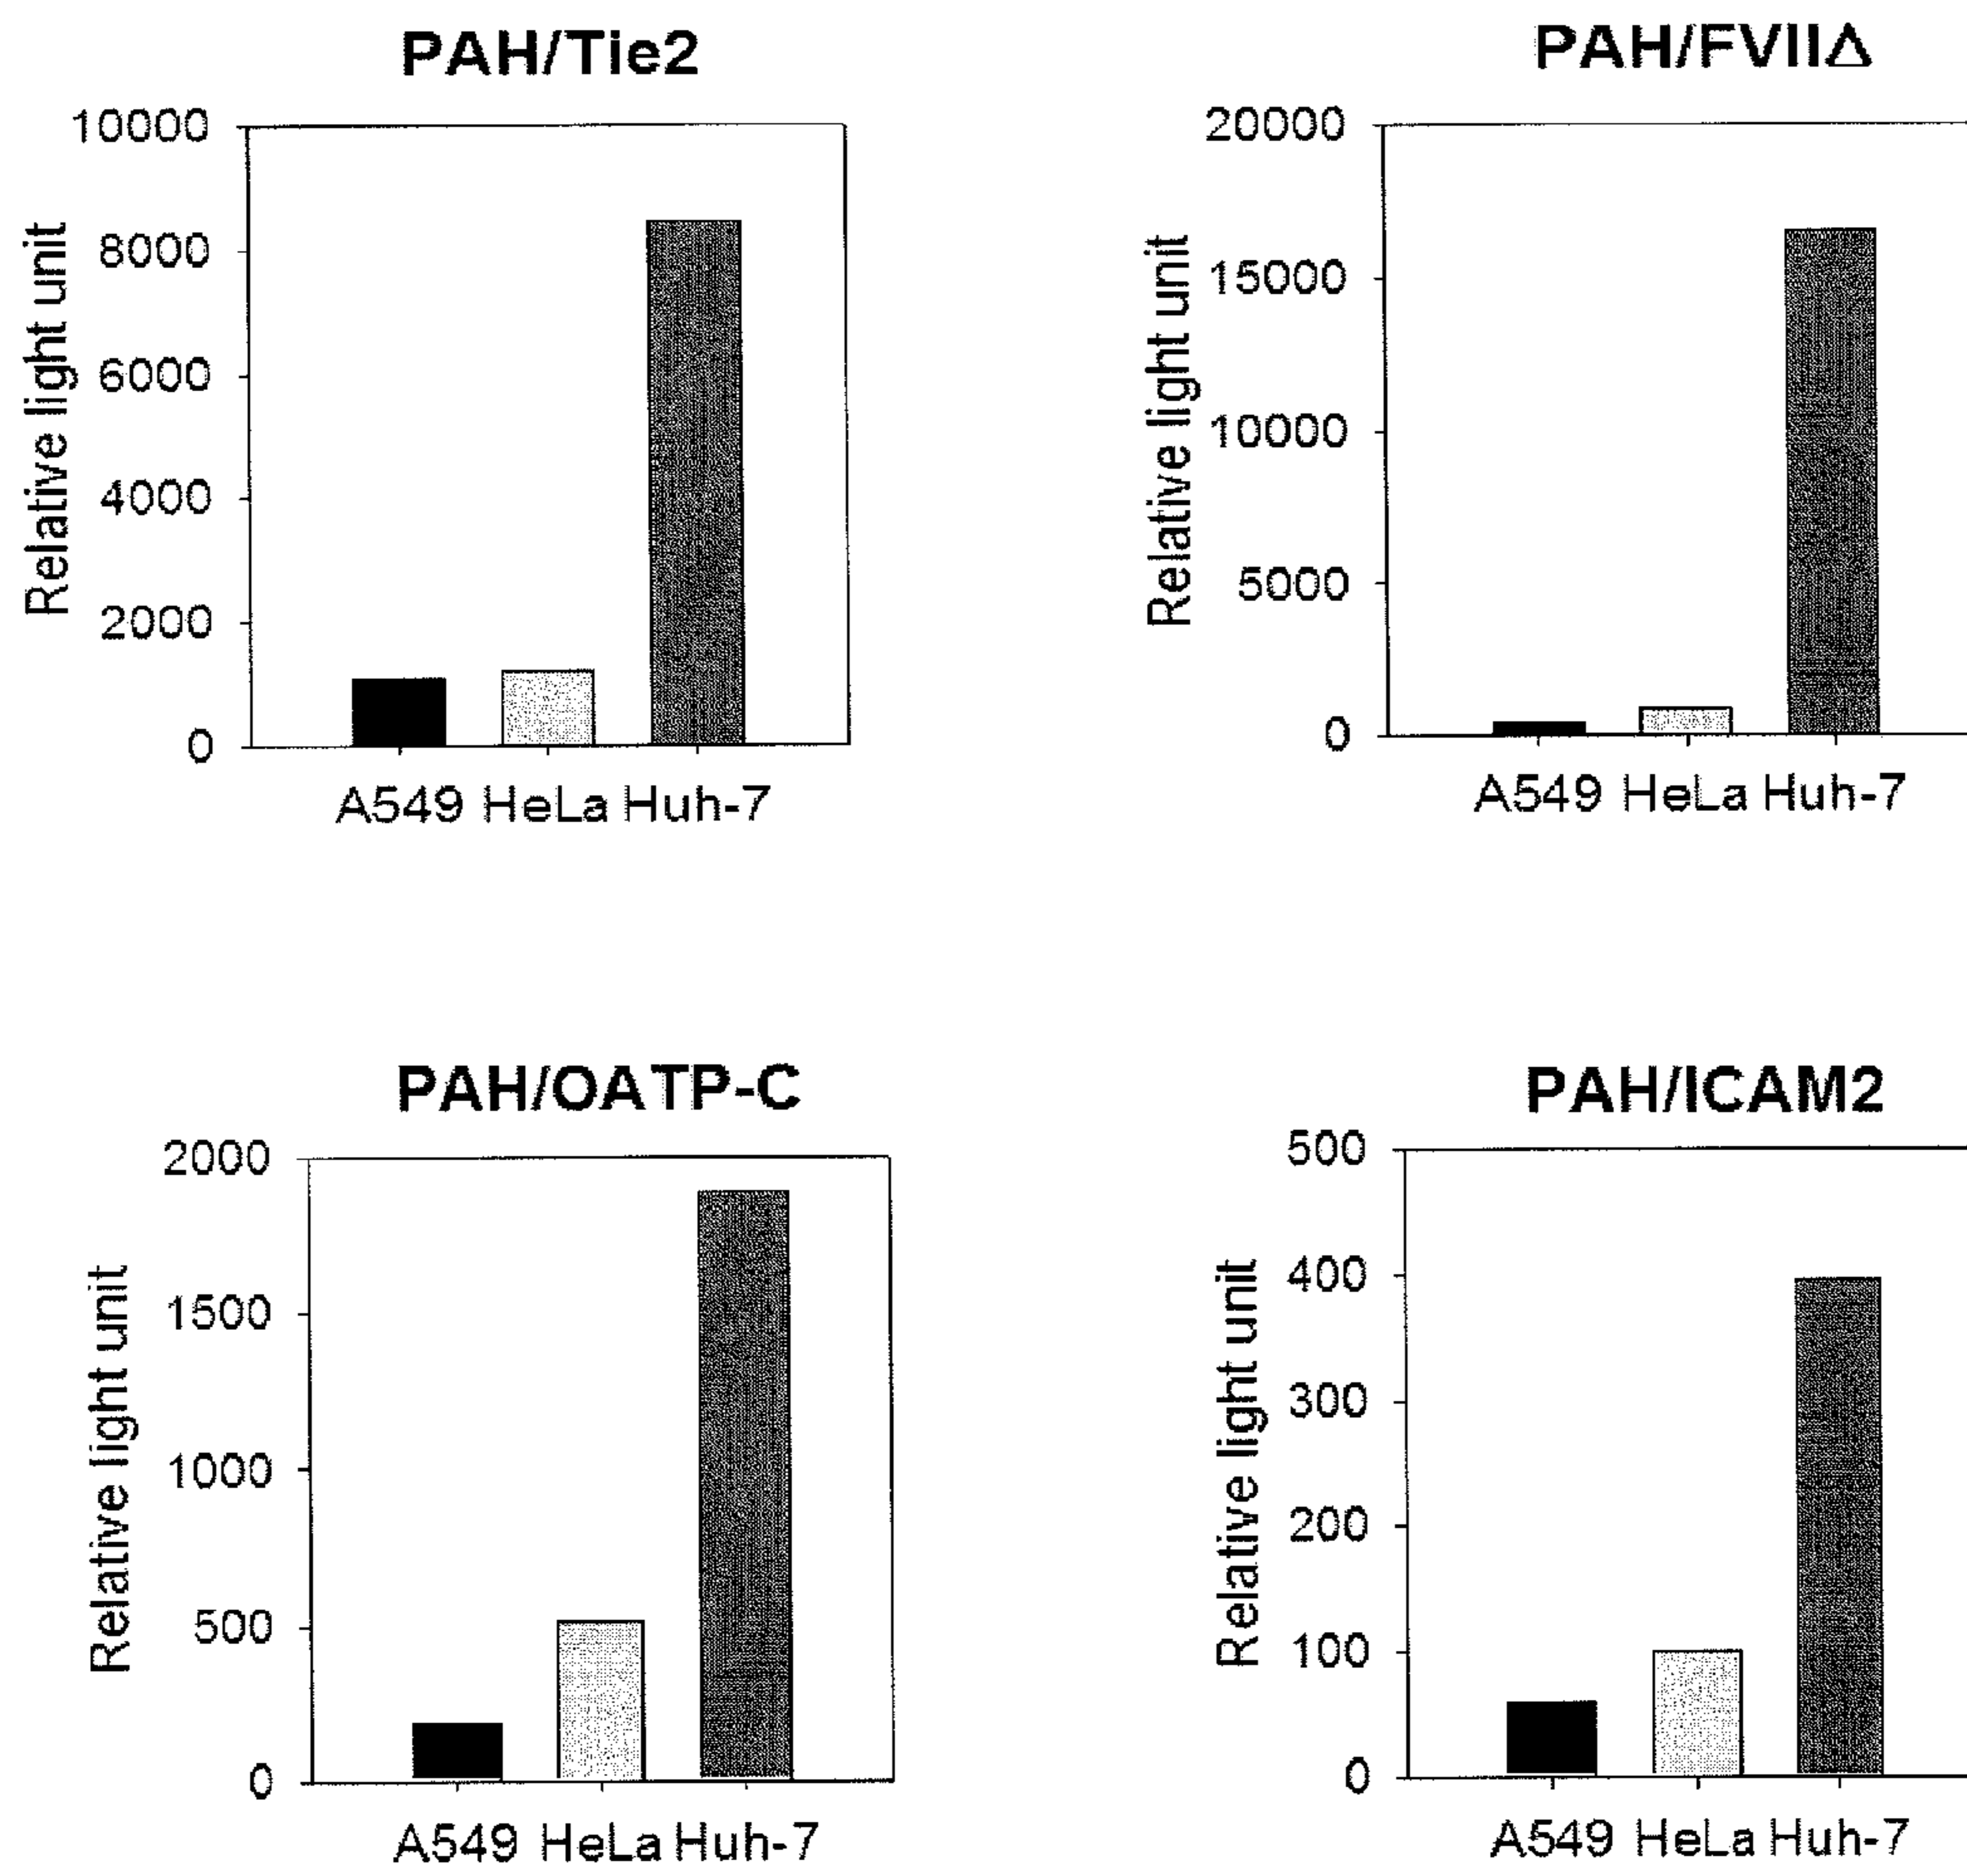 PAH/Tie2
10000
8000
6000
4000
2000
0
Relative light unit
A549 HeLa Huh-7
PAH/FVIIΔ
20000
15000
10000
5000
0
Relative light unit
A549 HeLa Huh-7
PAH/OATP-C
2000
1500
1000
500
0
Relative light unit
A549 HeLa Huh-7
PAH/ICAM2
500
400
300
200
100
0
Relative light unit
A549 HeLa Huh-7